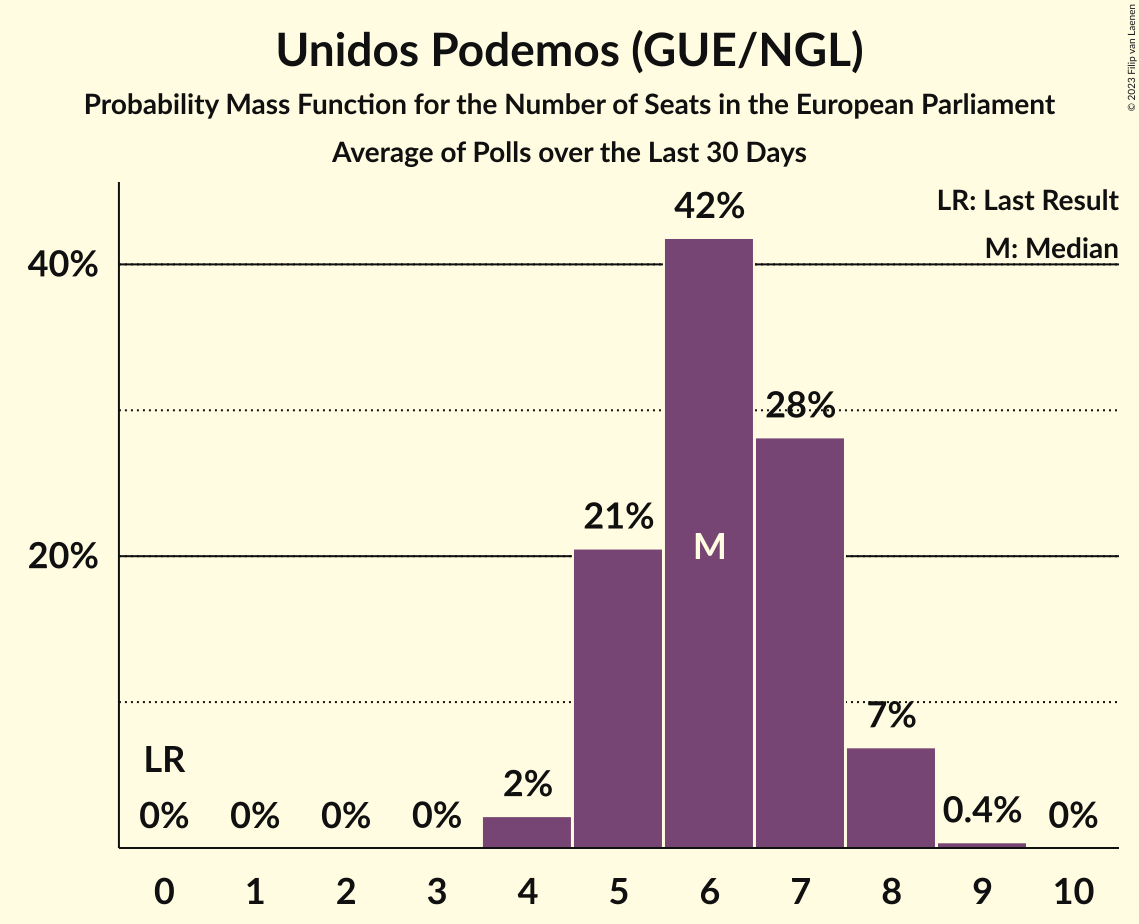 Unidos Podemos (GUE/NGL)
Probability Mass Function for the Number of Seats in the European Parliament
Average of Polls over the Last 30 Days
© 2023 Filip van Laenen
LR: Last Result
M: Median
42%
40%
28%
21%
M
20%
7%
LR
2%
0% 0% 0% 0% 0.4% 0%
0 1 2 3 4 5 6 7 8 9 10